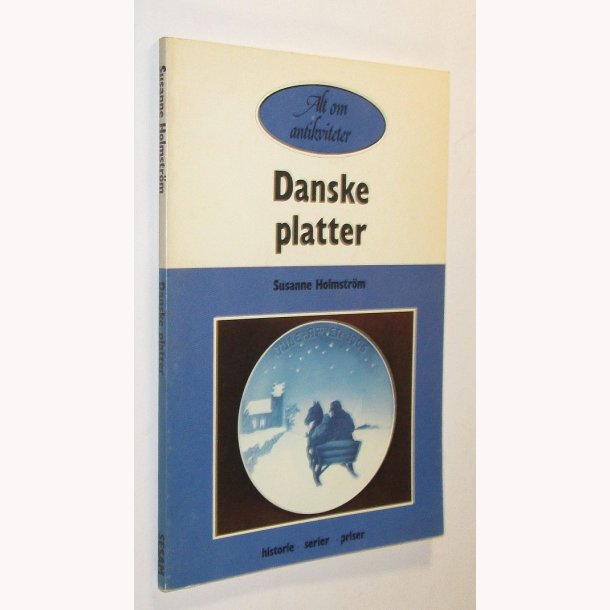 Alt om
antikviteter
Danske
platter
Susanne Holmström
historie · serier · priser
Susanne Holmström
Danske platter
SESAM